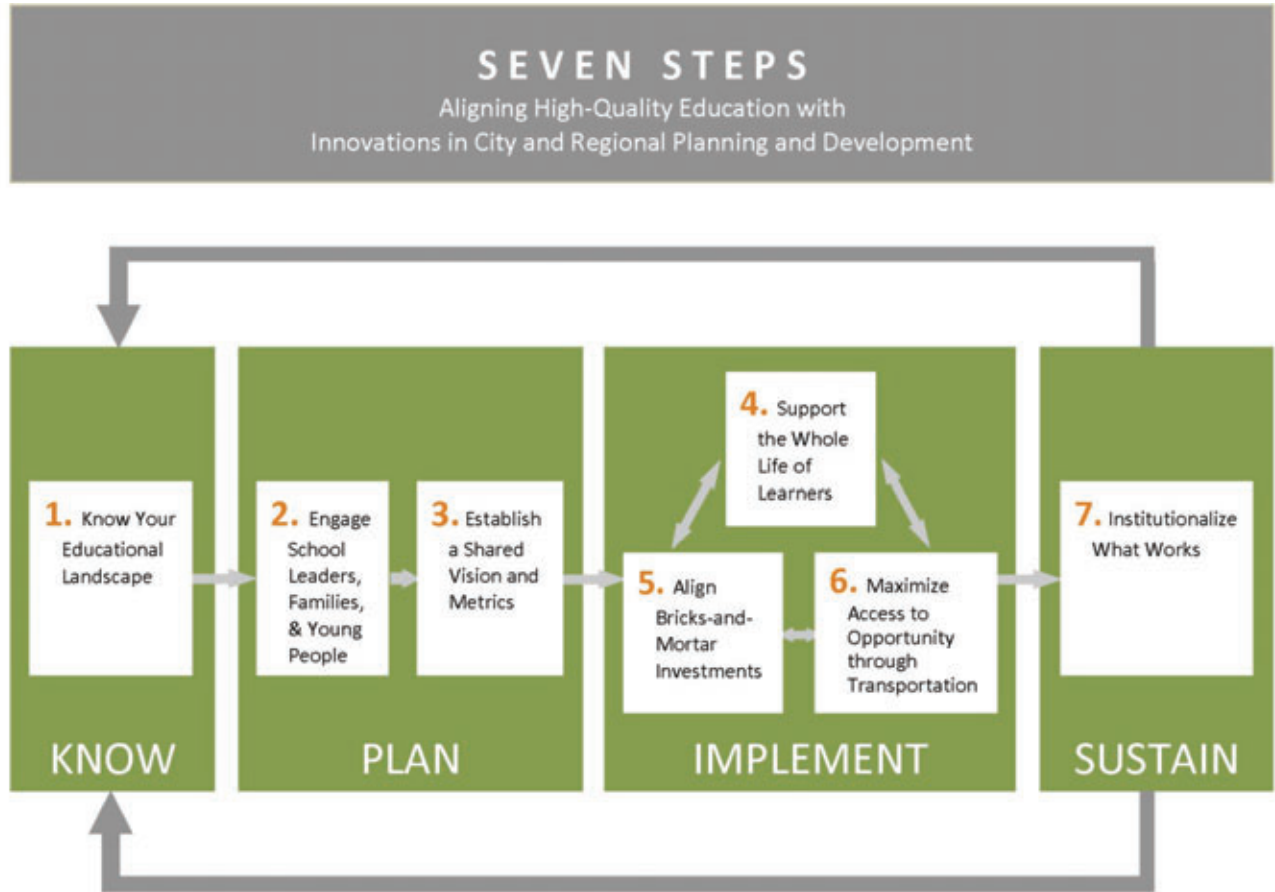 SEVEN STEPS
Aligning High-Quality Education with
Innovations in City and Regional Planning and Development
1. Know Your
Educational
Landscape
KNOW
2. Engage
School
Leaders,
Families,
& Young
People
3. Establish
a Shared
Vision and
Metrics
PLAN
4. Support
the Whole
Life of
Learners
5. Align
Bricks-and-
Mortar
Investments
6. Maximize
Access to
Opportunity
through
Transportation
IMPLEMENT
7. Institutionalize
What Works
SUSTAIN